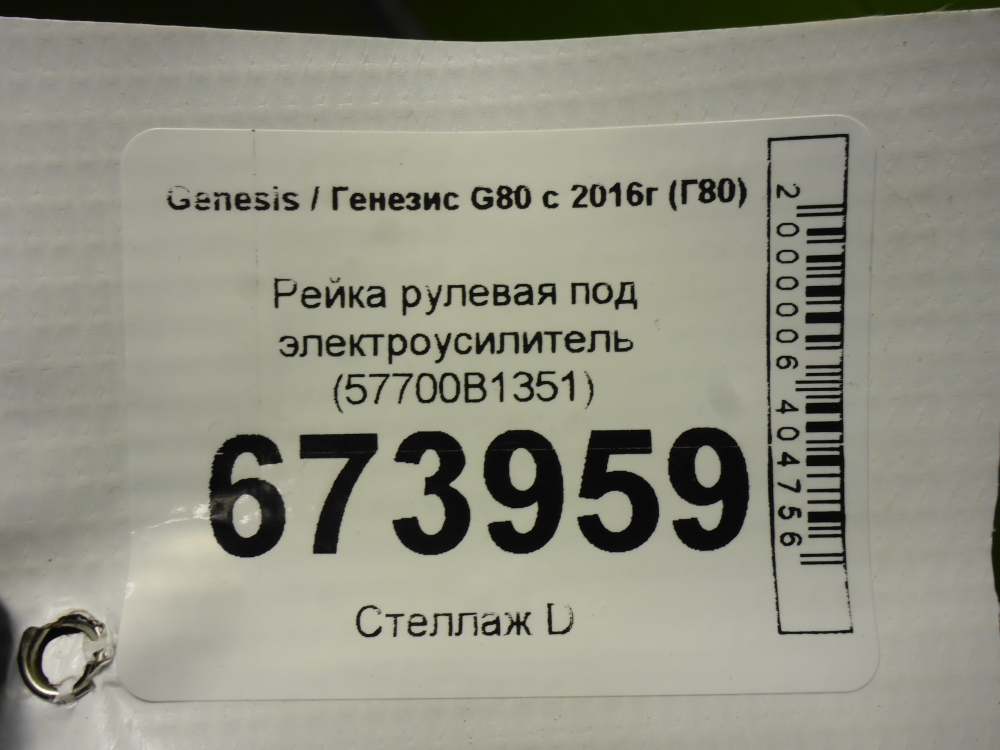 Genesis / Генезис G80 с 2016г (Г80)
Рейка рулевая под
электроусилитель
(57700B1351)
673959
Стеллаж D
2000006404756